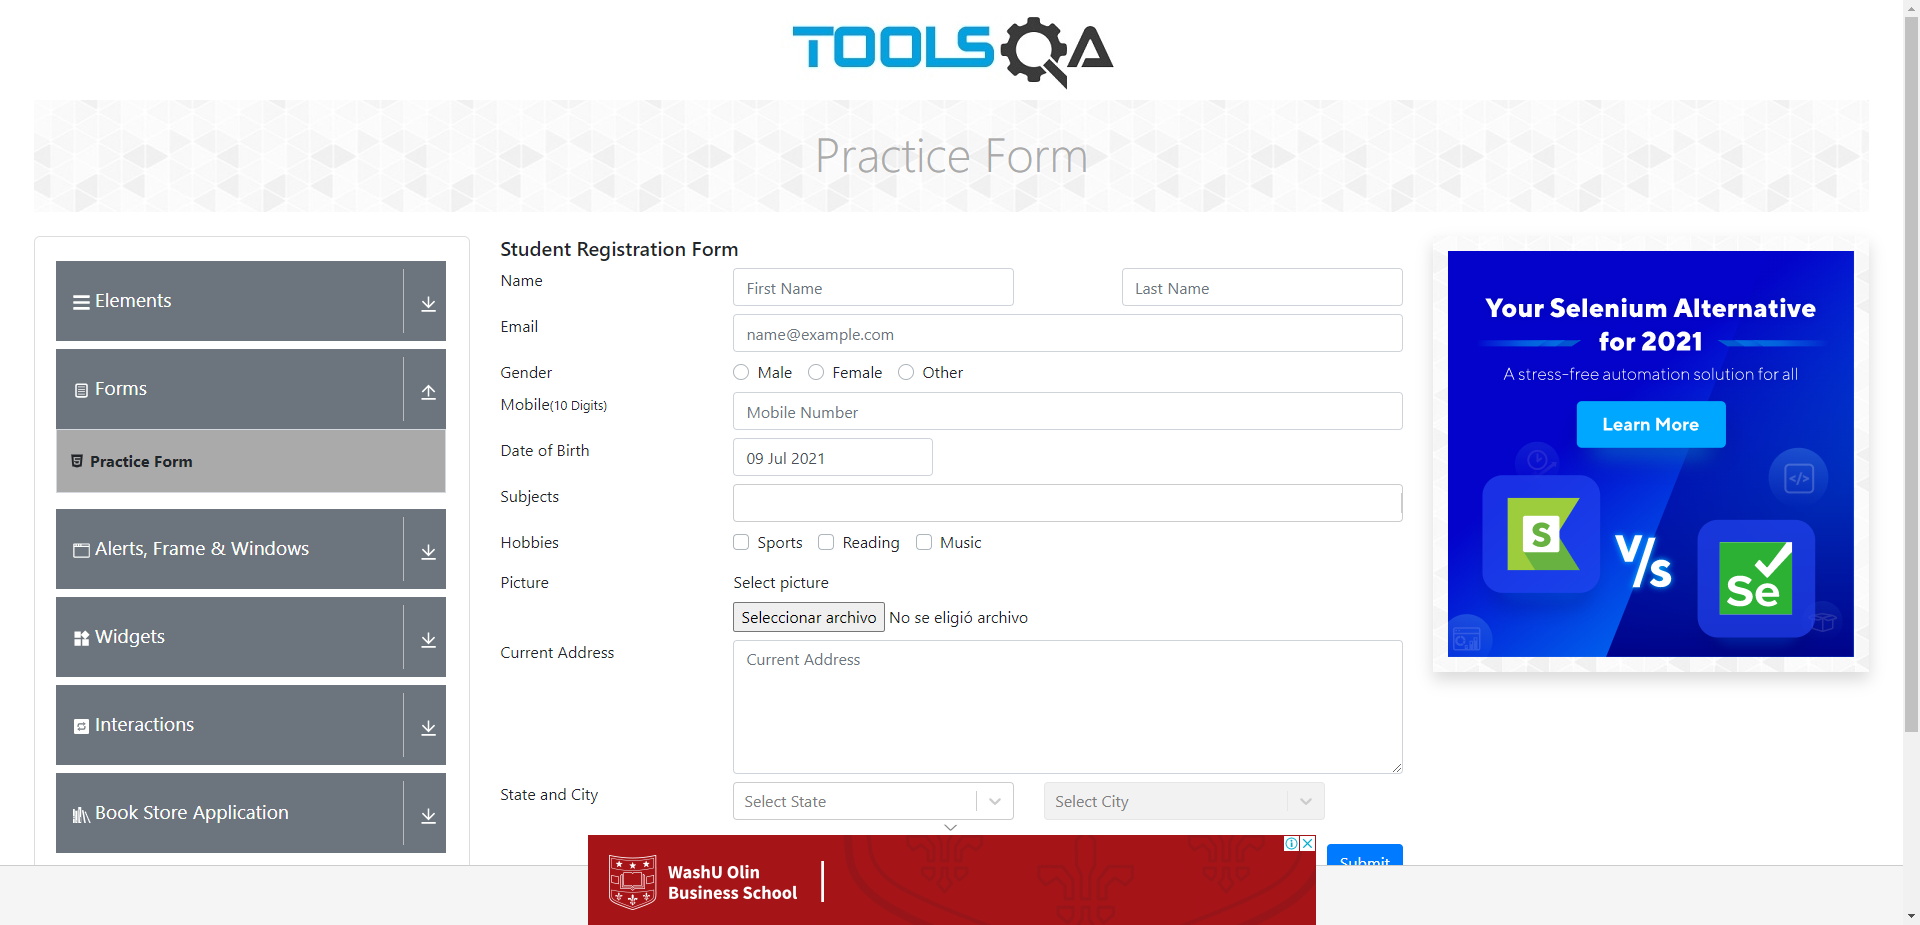 TOOLSQA
Practice Form
Elements
Forms
Practice Form
Alerts, Frame & Windows
Widgets
Interactions
Book Store Application
Student Registration Form
Name
First Name
Last Name
Email
name@example.com
Gender
Male
Female
Other
Mobile(10 Digits)
Mobile Number
Date of Birth
09 Jul 2021
Subjects
Hobbies
Sports
Reading
Music
Picture
Select picture
Seleccionar archivo No se eligió archivo
Current Address
Current Address
State and City
Select State
Select City
Submit
Your Selenium Alternative
for 2021
A stress-free automation solution for all
Learn More
S
V/s
Se
WashU Olin
Business School